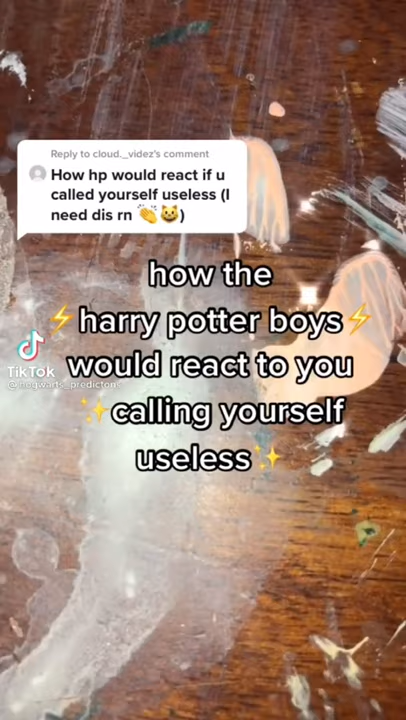 Reply to cloud._videz's comment
How hp would react if u
called yourself useless (I
need dis rn 👏😺)
how the
⚡harry potter boys⚡
would react to you
✨calling yourself
useless✨
TikTok
@hogwarts_predictons